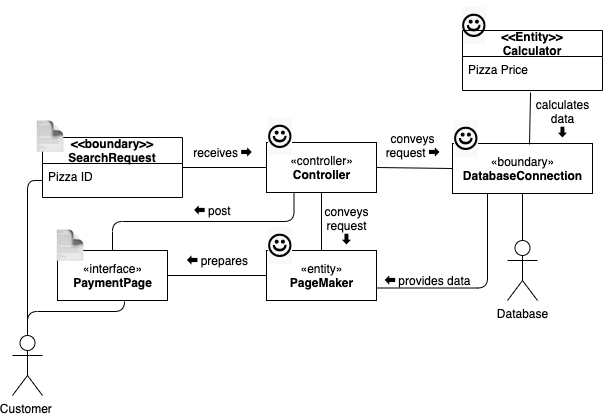 <<Entity>>
Calculator
Pizza Price
calculates
data
<<boundary>>
SearchRequest
Pizza ID
receives
«controller»
Controller
conveys
request
«boundary»
DatabaseConnection
post
conveys
request
«interface»
PaymentPage
prepares
«entity»
PageMaker
provides data
Database
Customer